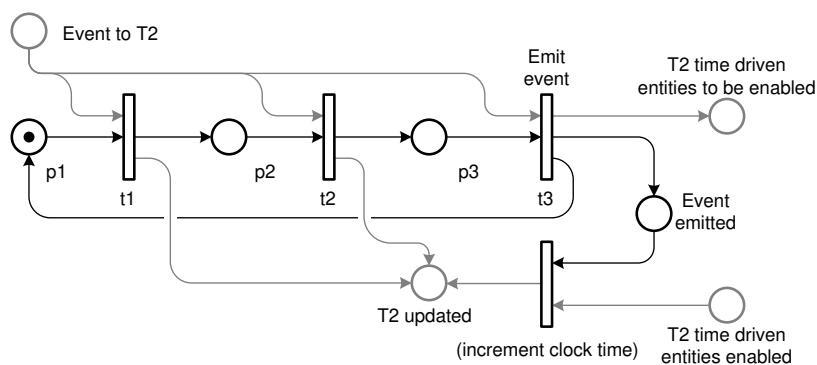 Event to T2
Emit
event
T2 time driven
entities to be enabled
p1
p2
p3
t1
t2
t3
Event
emitted
T2 updated
(increment clock time)
T2 time driven
entities enabled